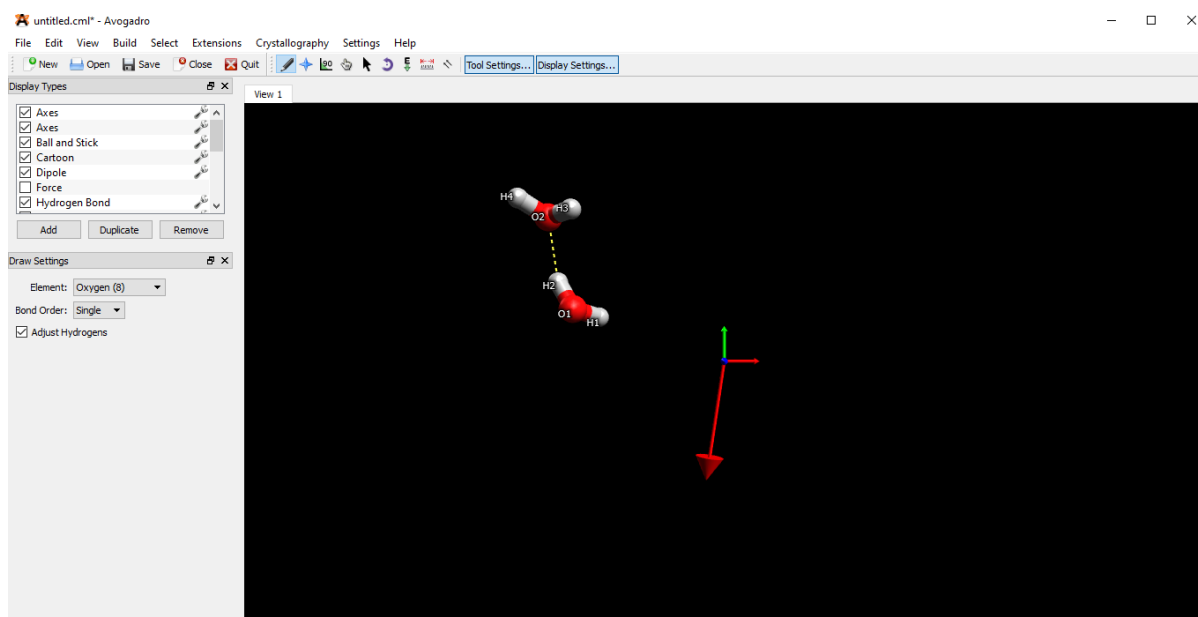 untitled.cml* - Avogadro
File Edit View Build Select Extensions Crystallography Settings Help
New Open Save Close Quit Tool Settings... Display Settings...
Display Types
View 1
Axes
Axes
Ball and Stick
Cartoon
Dipole
Force
Hydrogen Bond
Add Duplicate Remove
Draw Settings
Element: Oxygen (8)
Bond Order: Single
Adjust Hydrogens
H4
H3
O2
H2
O1
H1